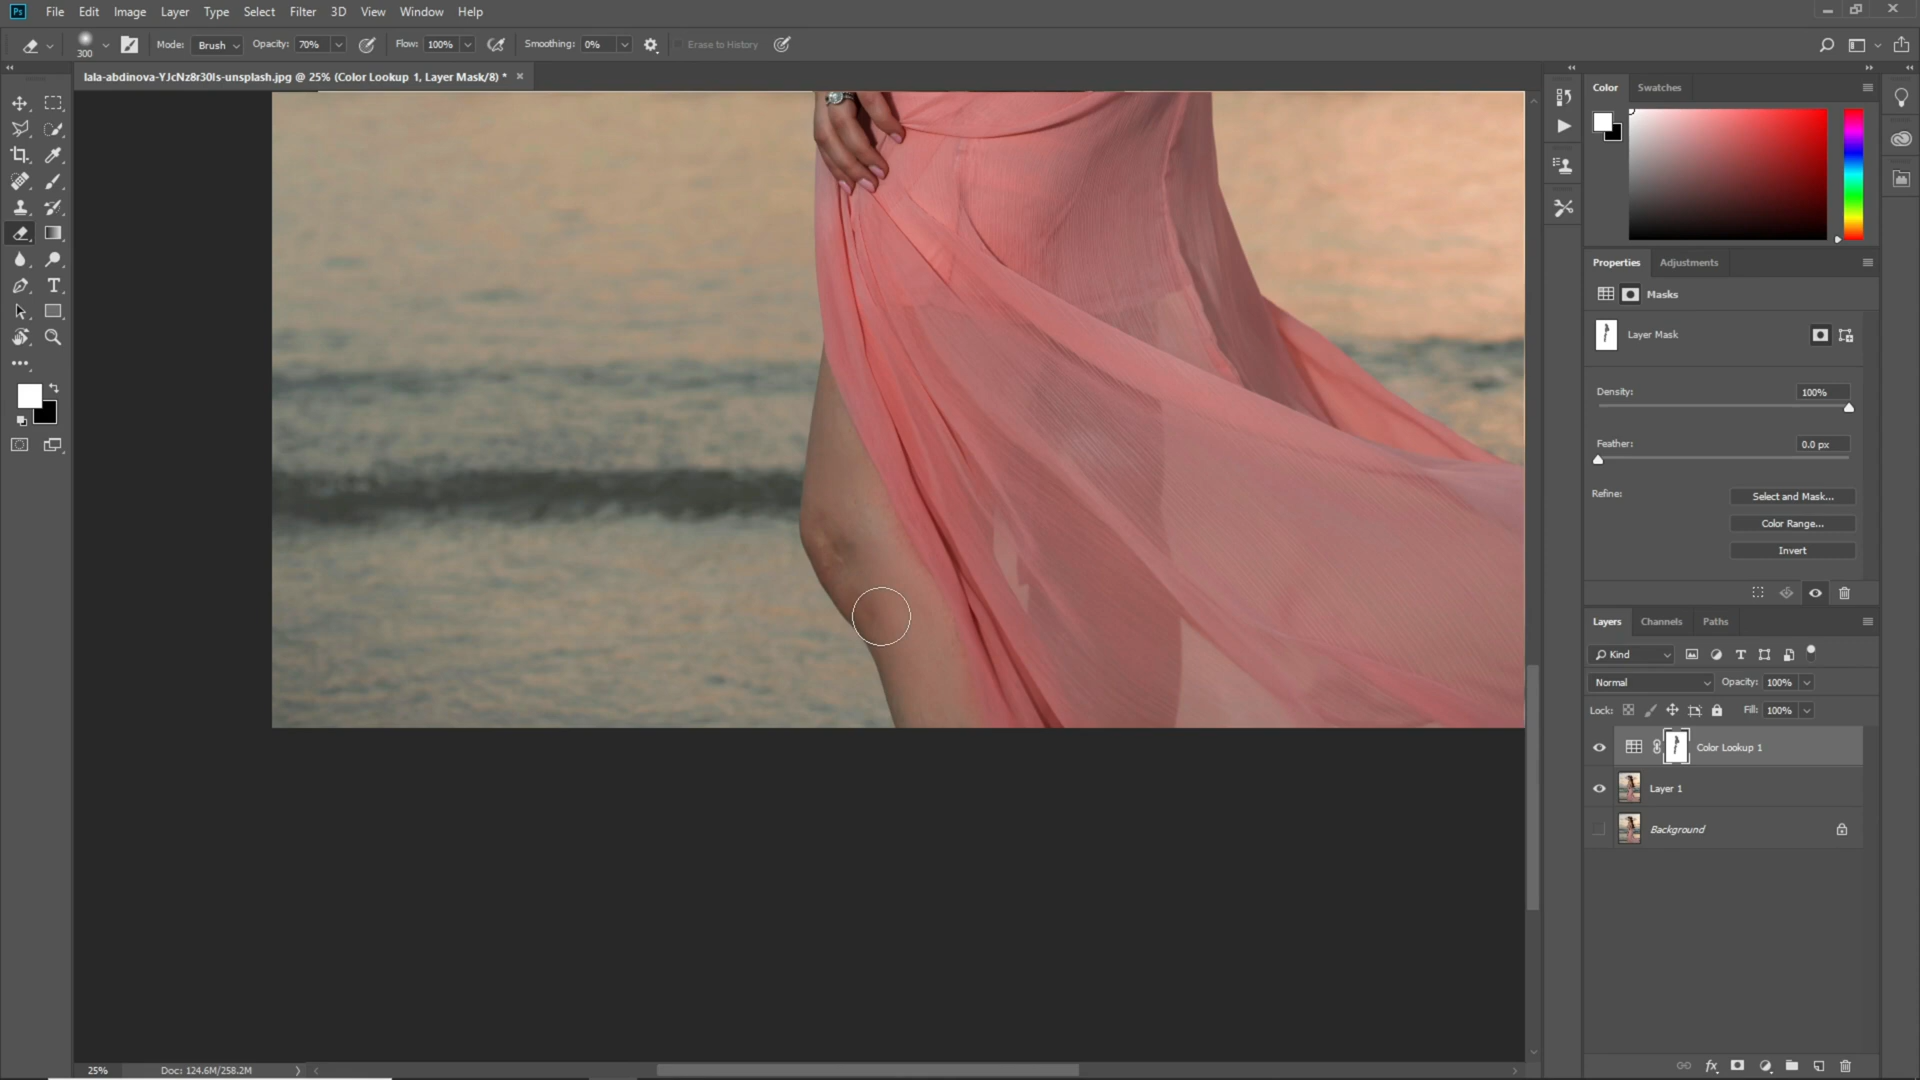 Ps File Edit Image Layer Type Select Filter 3D View Window Help
300 Mode: Brush Opacity: 70% Flow: 100% Smoothing: 0% Erase to History
lala-abdinova-YJcNz8r30Is-unsplash.jpg @ 25% (Color Lookup 1, Layer Mask/8) *
Color Swatches
Properties Adjustments
Masks
Layer Mask
Density: 100%
Feather: 0.0 px
Refine: Select and Mask...
Color Range...
Invert
Layers Channels Paths
Kind
Normal Opacity: 100%
Lock: Fill: 100%
Color Lookup 1
Layer 1
Background
25% Doc: 124.6M/258.2M